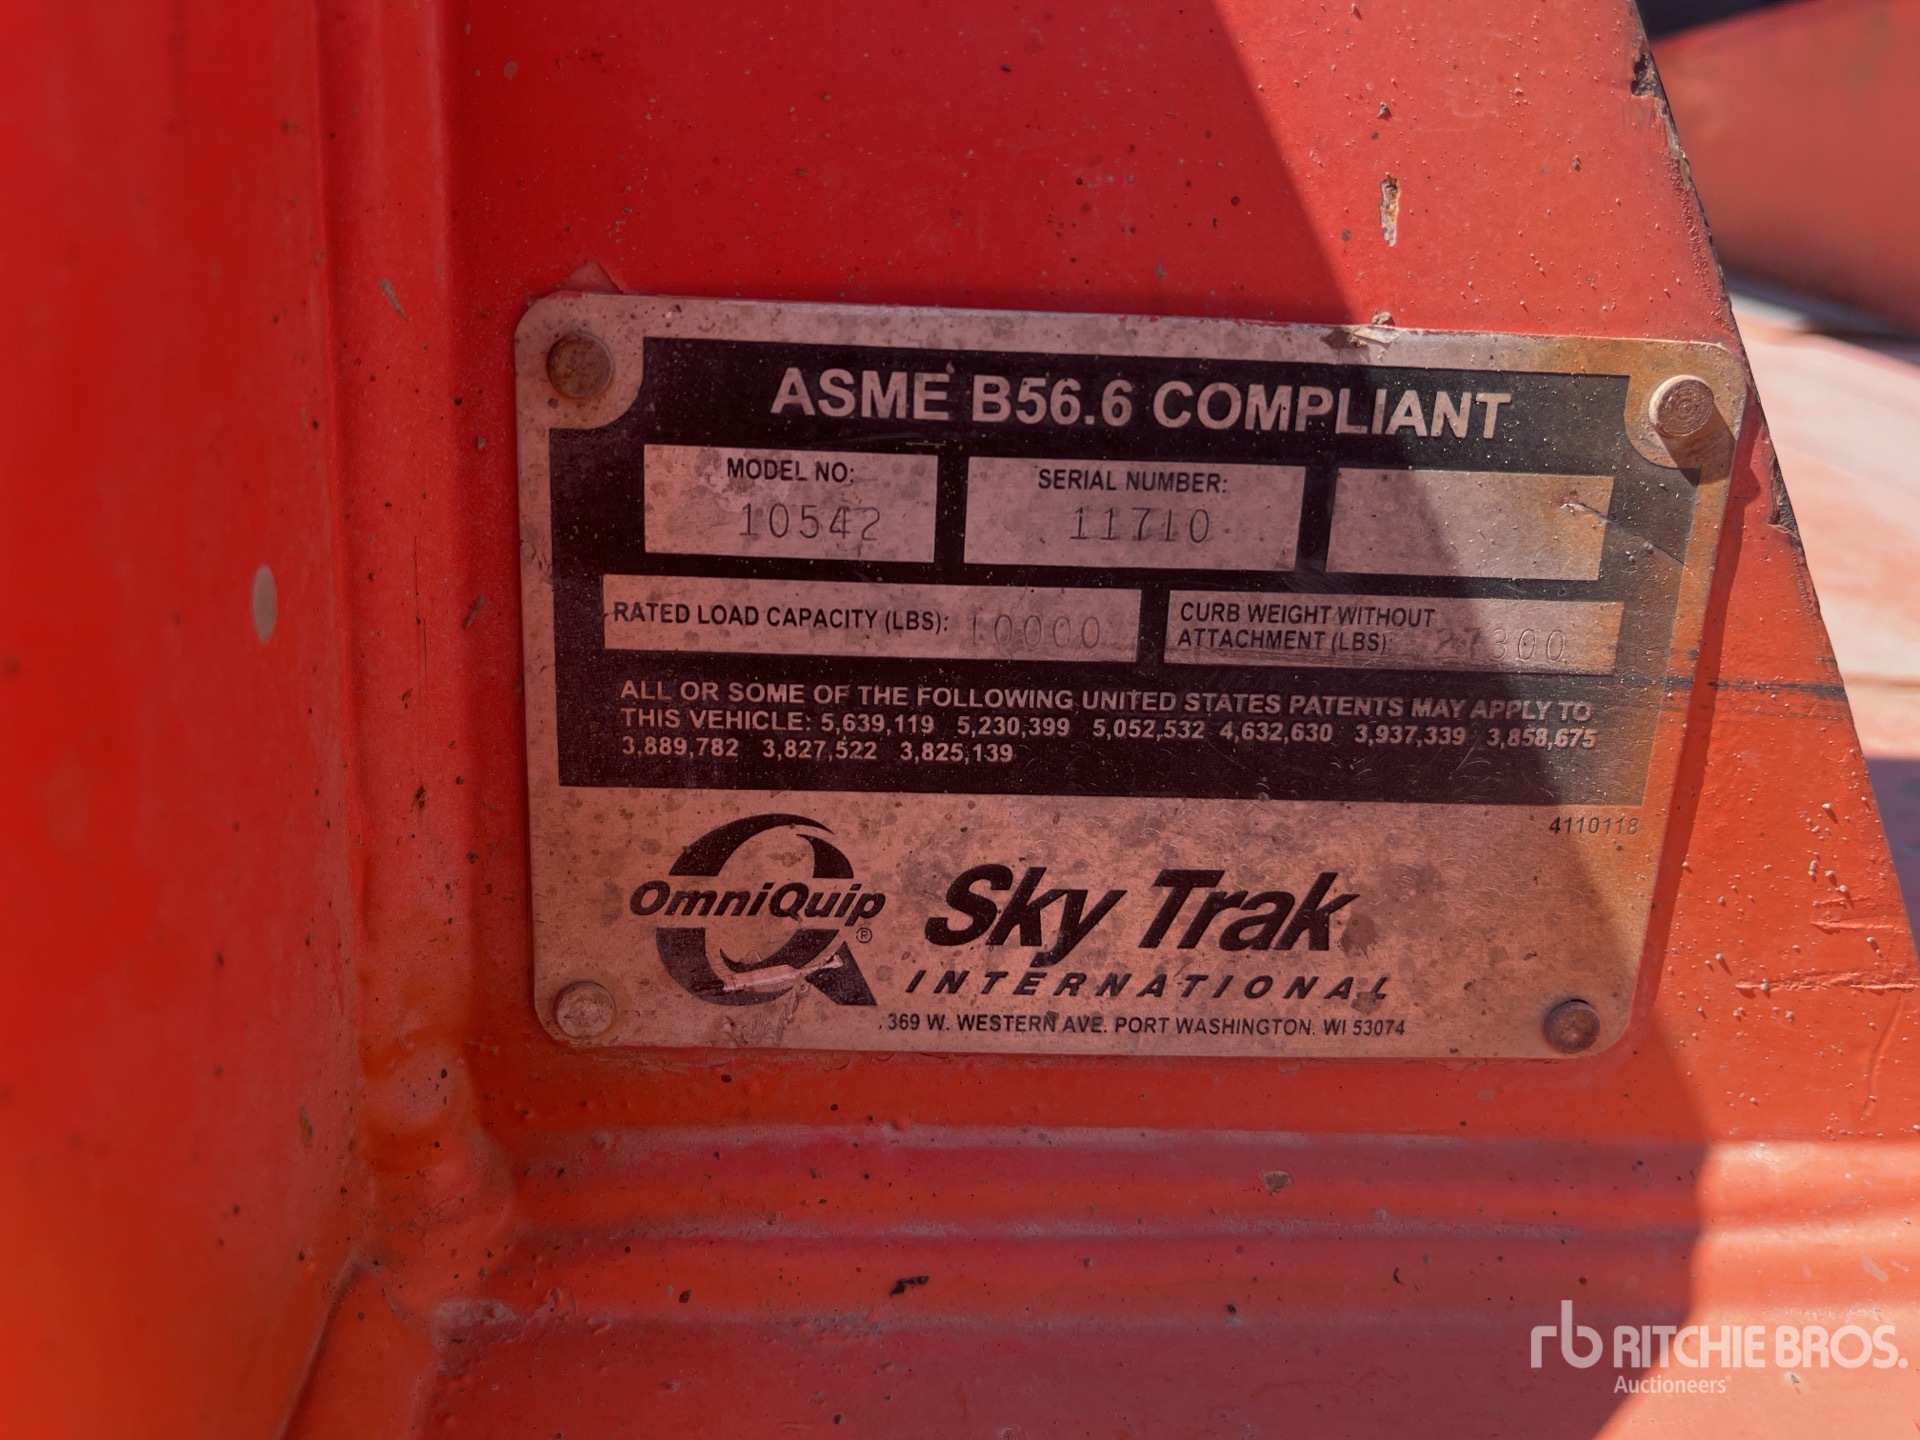 ASME B56.6 COMPLIANT
MODEL NO: SERIAL NUMBER:
10542 11710
RATED LOAD CAPACITY (LBS): 10000
CURB WEIGHT WITHOUT
ATTACHMENT (LBS): 27300
ALL OR SOME OF THE FOLLOWING UNITED STATES PATENTS MAY APPLY TO
THIS VEHICLE: 5,639,119 5,230,399 5,052,532 4,632,630 3,937,339 3,858,675
3,889,782 3,827,522 3,825,139
4110118
OmniQuip®
Sky Trak
INTERNATIONAL
369 W. WESTERN AVE. PORT WASHINGTON. WI 53074
rb RITCHIE BROS.
Auctioneers